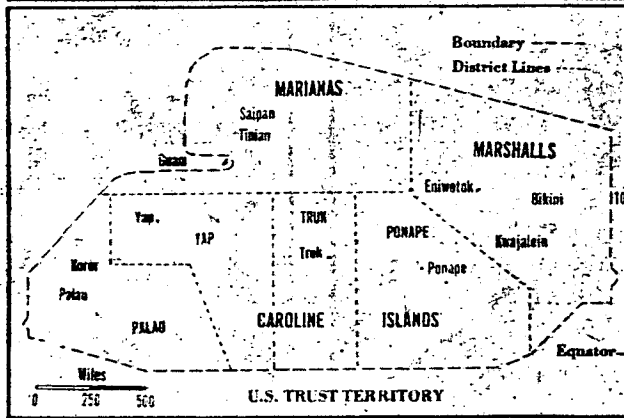 Boundary
District Lines
MARIANAS
Saipan
Tinian
Guam
MARSHALLS
Eniwetok
Bikini
Kwajalein
Yap
YAP
TRUK
Truk
PONAPE
Ponape
Koror
Palau
PALAU
CAROLINE ISLANDS
Equator
Miles
0 250 500
U.S. TRUST TERRITORY